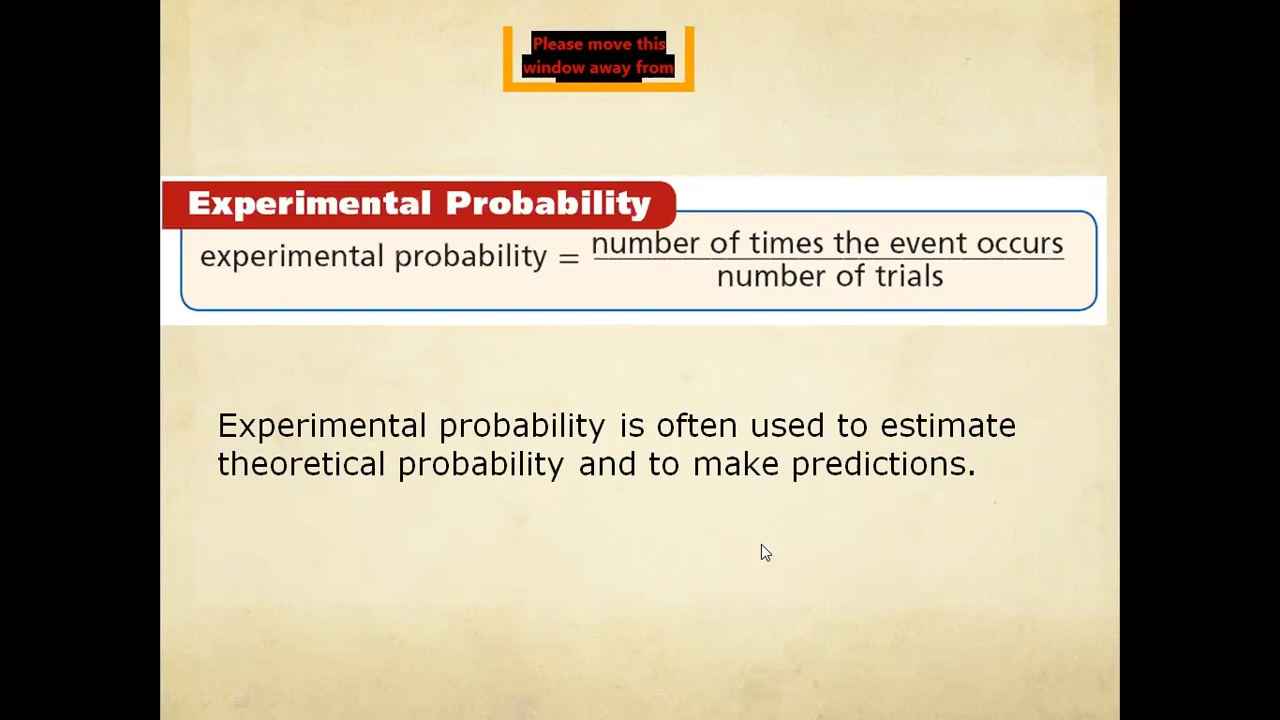 Please move this
window away from
Experimental Probability
experimental probability = number of times the event occurs
number of trials
Experimental probability is often used to estimate
theoretical probability and to make predictions.